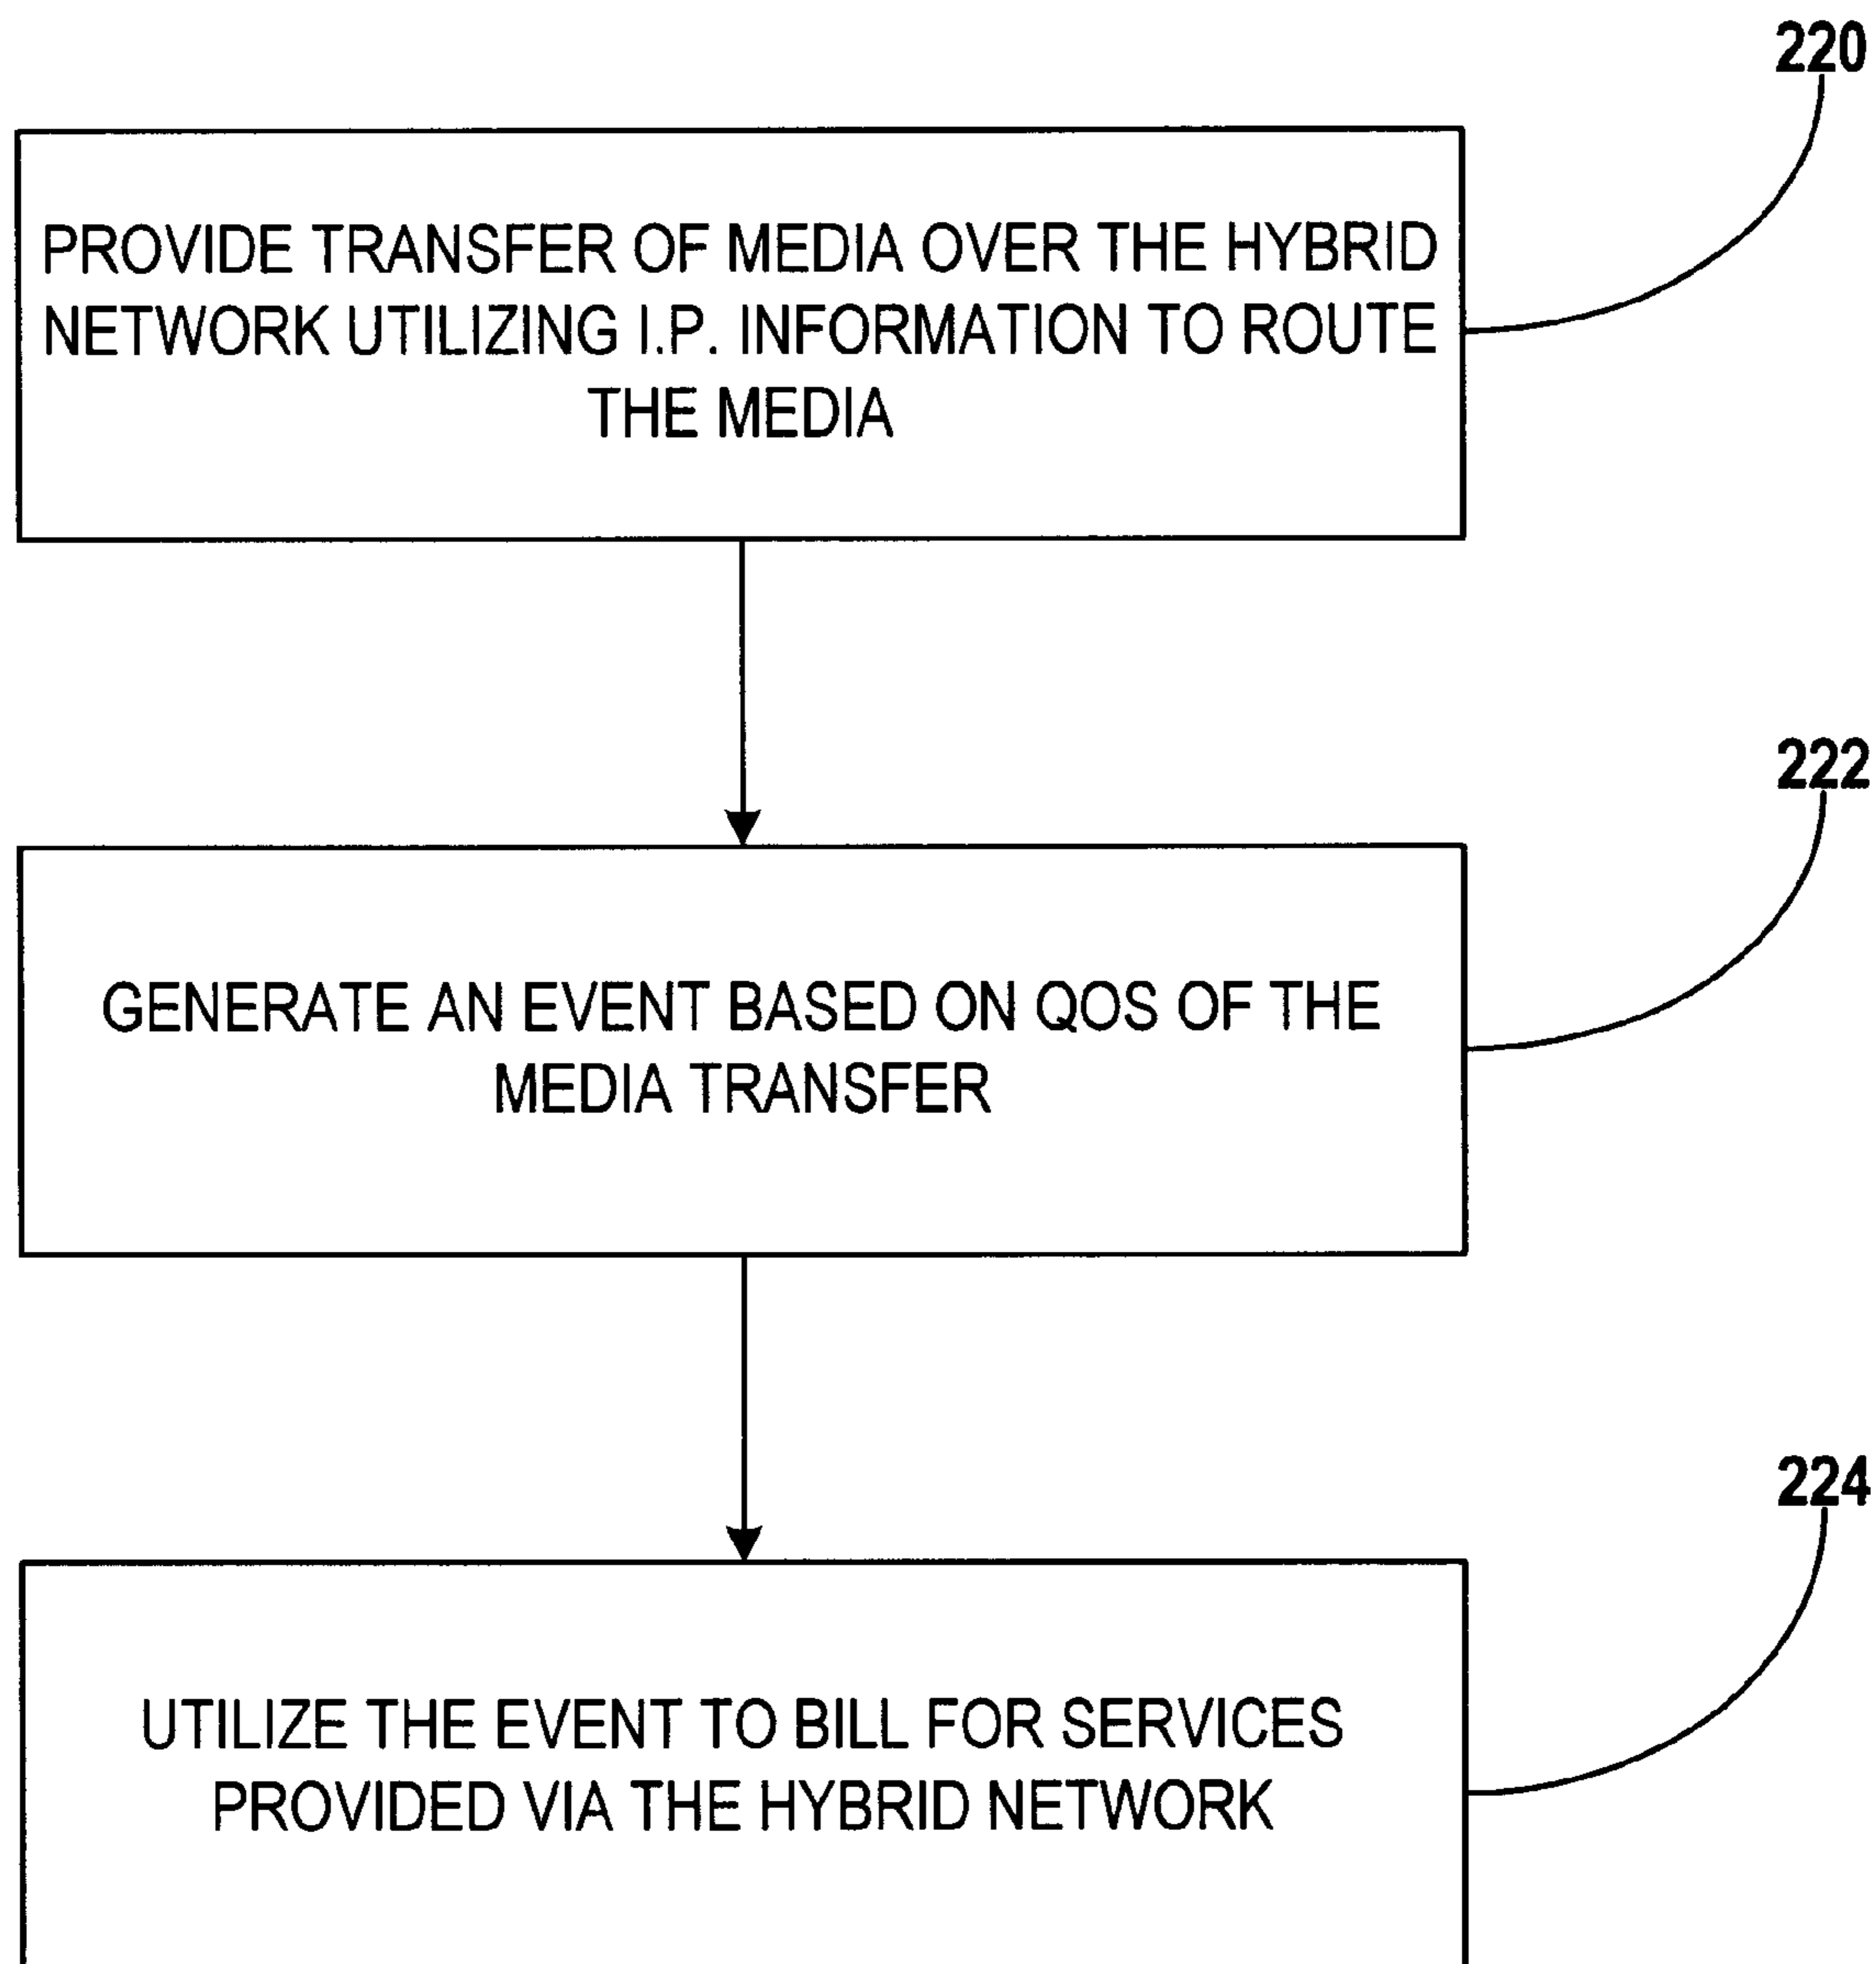 220
PROVIDE TRANSFER OF MEDIA OVER THE HYBRID
NETWORK UTILIZING I.P. INFORMATION TO ROUTE
THE MEDIA
222
GENERATE AN EVENT BASED ON QOS OF THE
MEDIA TRANSFER
224
UTILIZE THE EVENT TO BILL FOR SERVICES
PROVIDED VIA THE HYBRID NETWORK